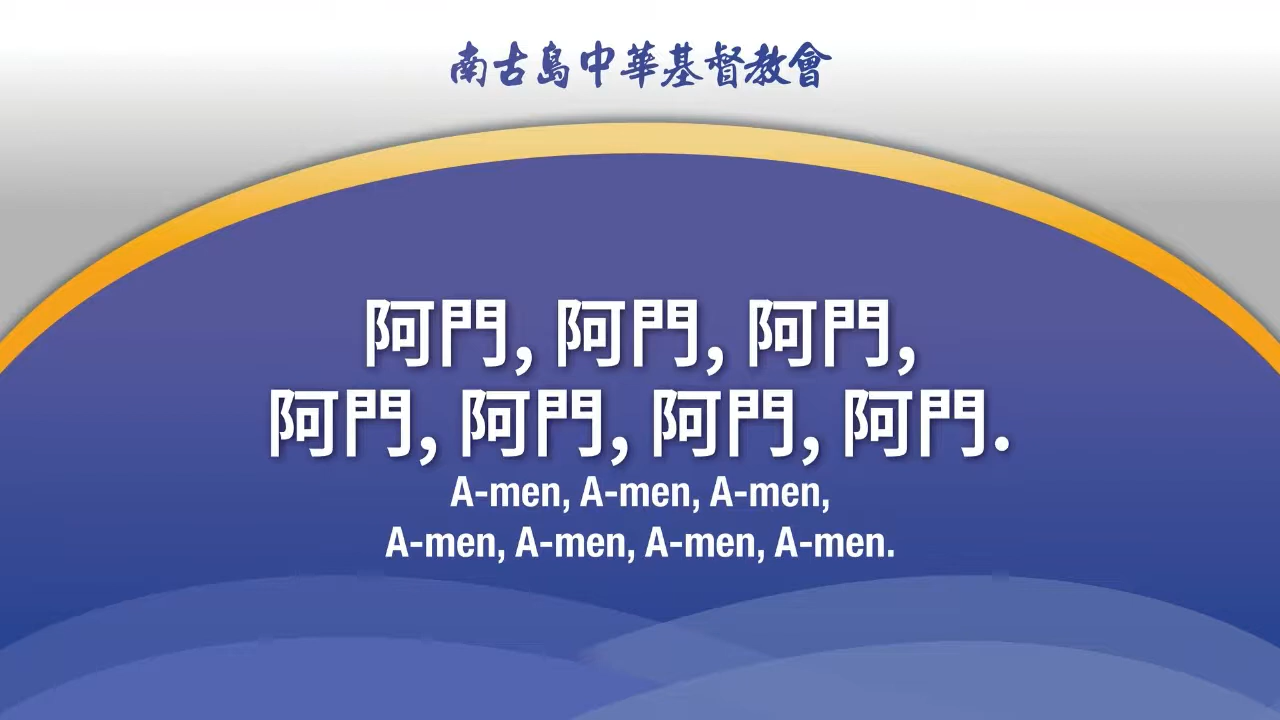 南古島中華基督教會
阿門, 阿門, 阿門,
阿門, 阿門, 阿門, 阿門.
A-men, A-men, A-men,
A-men, A-men, A-men, A-men.